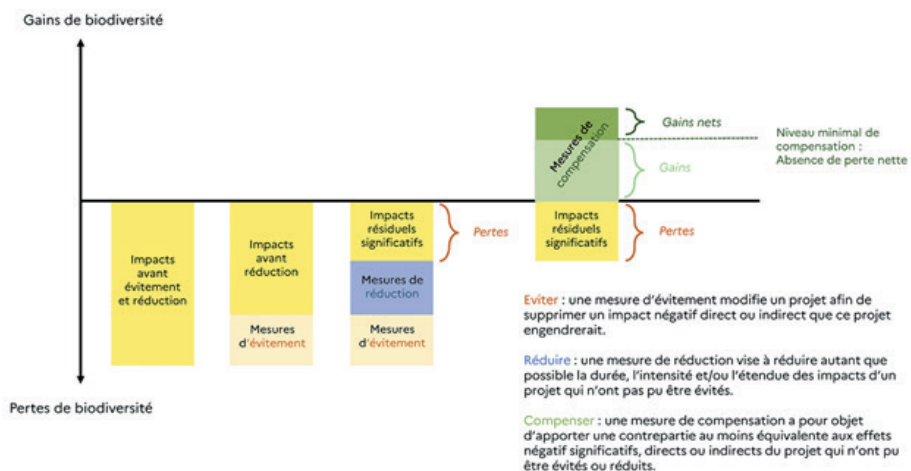 Gains de biodiversité
Mesures de
compensation
Gains nets
Niveau minimal de
compensation :
Absence de perte nette
Gains
Impacts
avant
évitement
et réduction
Impacts
avant
réduction
Mesures
d'évitement
Impacts
résiduels
significatifs
Mesures de
réduction
Mesures
d'évitement
Pertes
Impacts
résiduels
significatifs
Pertes
Pertes de biodiversité
Eviter : une mesure d'évitement modifie un projet afin de
supprimer un impact négatif direct ou indirect que ce projet
engendrerait.
Réduire : une mesure de réduction vise à réduire autant que
possible la durée, l'intensité et/ou l'étendue des impacts d'un
projet qui n'ont pas pu être évités.
Compenser : une mesure de compensation a pour objet
d'apporter une contrepartie au moins équivalente aux effets
négatif significatifs, directs ou indirects du projet qui n'ont pu
être évités ou réduits.